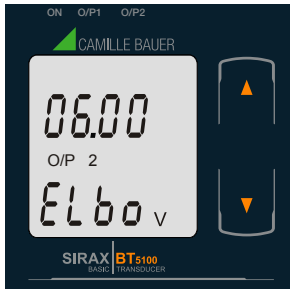 ON O/P1 O/P2
CAMILLE BAUER
06.00
O/P 2
ELbo V
SIRAX BT5100
BASIC TRANSDUCER